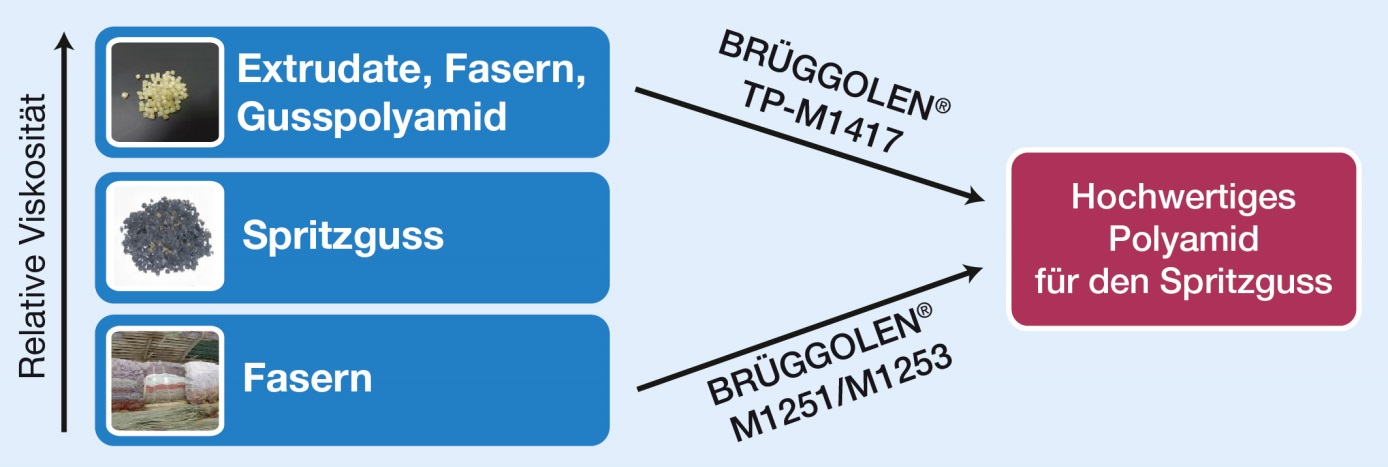 Relative Viskosität
Extrudate, Fasern,
Gusspolyamid
Spritzguss
Fasern
BRÜGGOLEN®
TP-M1417
BRÜGGOLEN®
M1251/M1253
Hochwertiges
Polyamid
für den Spritzguss